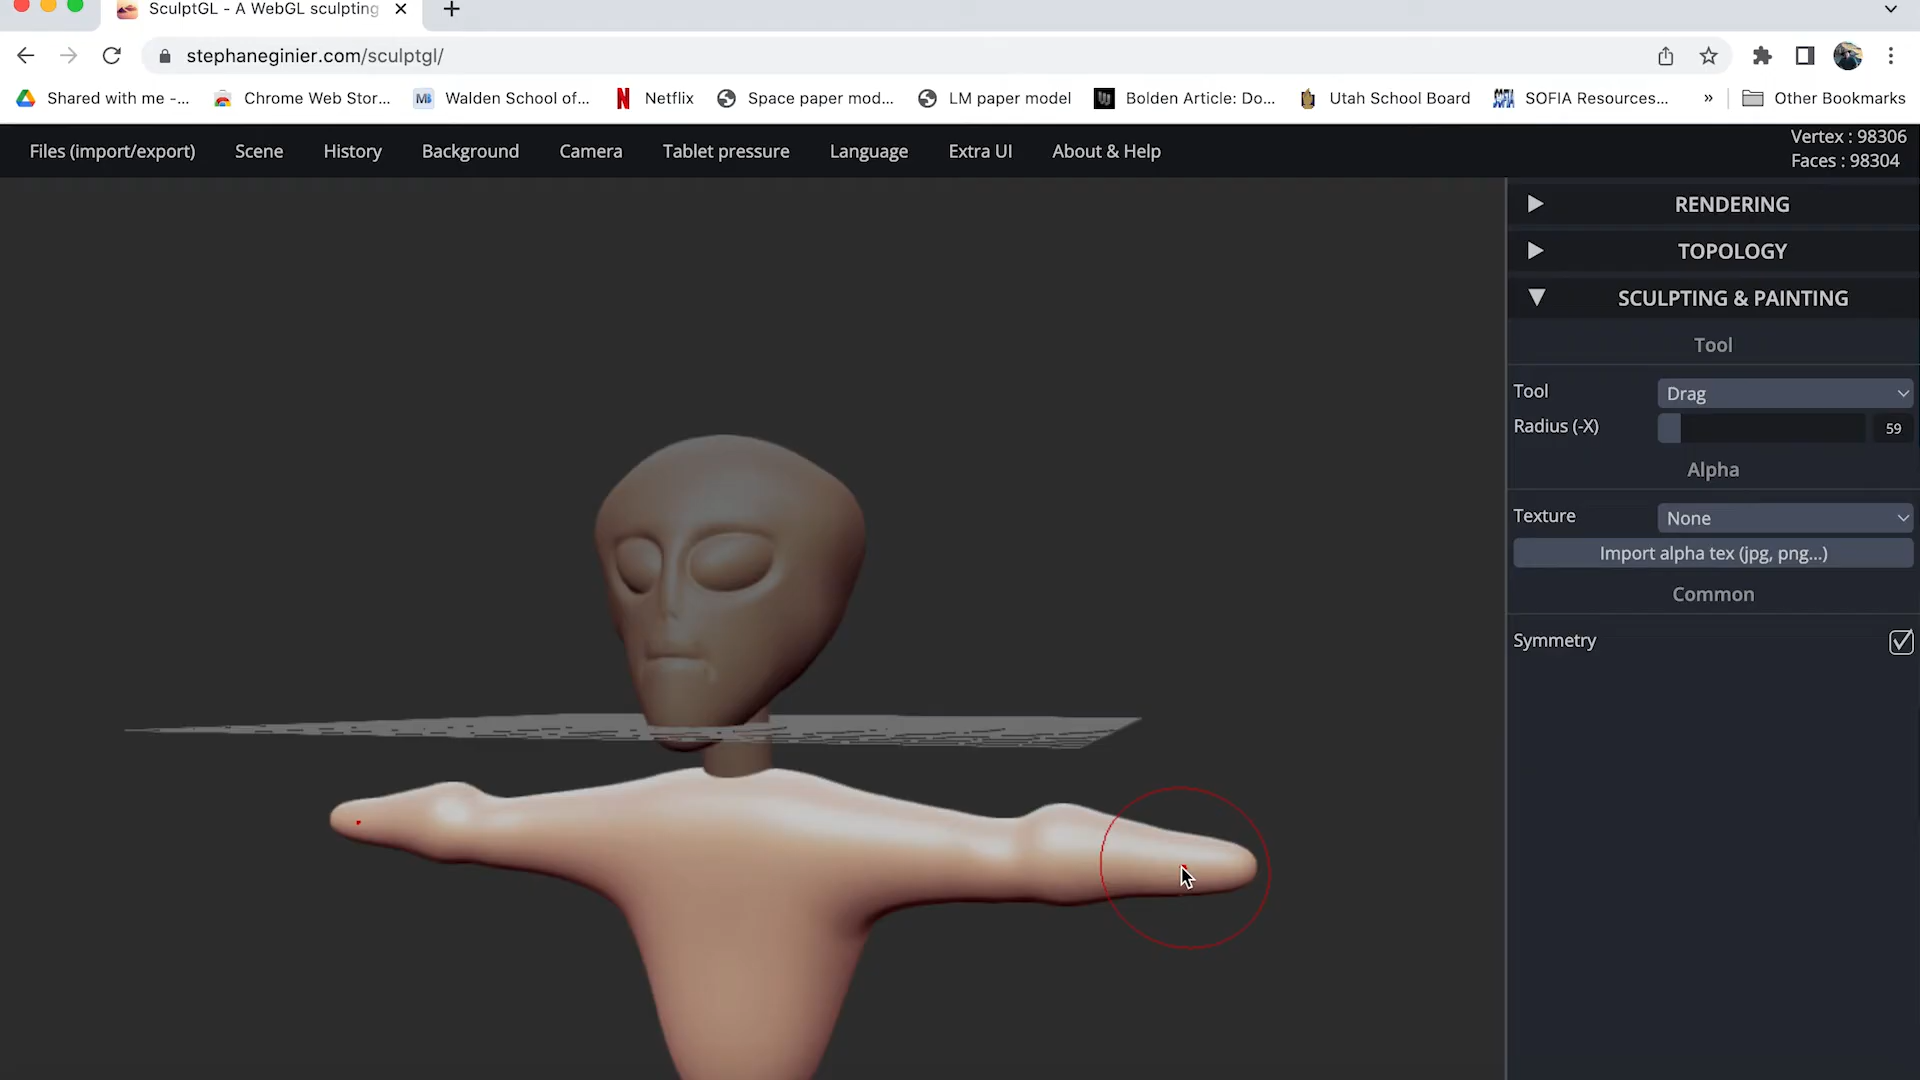 SculptGL - A WebGL sculpting
stephaneginier.com/sculptgl/
Shared with me -...
Chrome Web Stor...
MB
Walden School of...
N
Netflix
Space paper mod...
LM paper model
Bolden Article: Do...
Utah School Board
SOFIA
SOFIA Resources...
»
Other Bookmarks
Files (import/export)
Scene
History
Background
Camera
Tablet pressure
Language
Extra UI
About & Help
Vertex : 98306
Faces : 98304
RENDERING
TOPOLOGY
SCULPTING & PAINTING
Tool
Tool
Drag
Radius (-X)
59
Alpha
Texture
None
Import alpha tex (jpg, png...)
Common
Symmetry